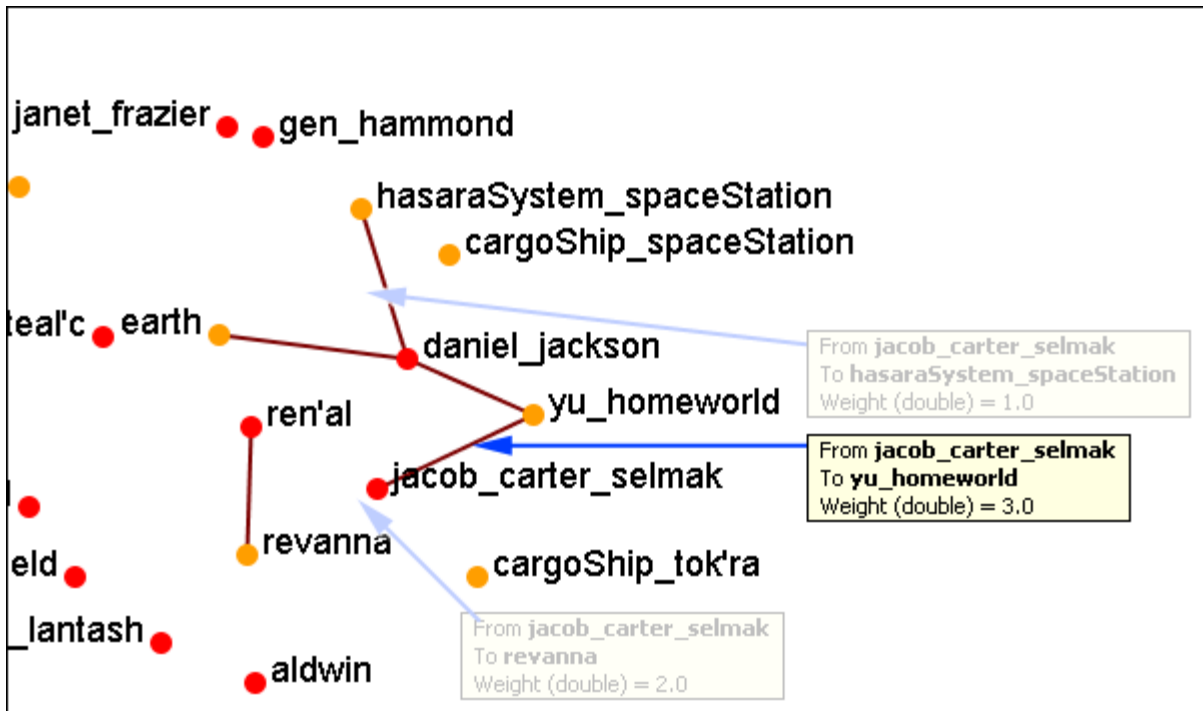 janet_frazier
gen_hammond
hasaraSystem_spaceStation
cargoShip_spaceStation
teal'c
earth
daniel_jackson
From jacob_carter_selmak
To hasaraSystem_spaceStation
Weight (double) = 1.0
yu_homeworld
ren'al
From jacob_carter_selmak
To yu_homeworld
Weight (double) = 3.0
jacob_carter_selmak
revanna
eld
cargoShip_tok'ra
_lantash
From jacob_carter_selmak
To revanna
Weight (double) = 2.0
aldwin